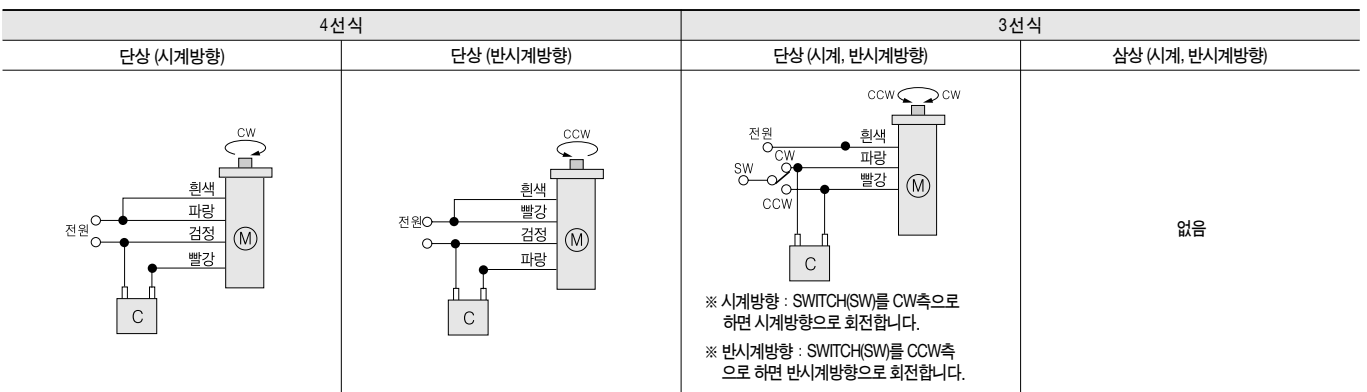 4선식
3선식
단상 (시계방향)
단상 (반시계방향)
단상 (시계, 반시계방향)
삼상 (시계, 반시계방향)
CW
흰색
파랑
전원
검정
빨강
M
C
CCW
흰색
빨강
전원
검정
파랑
M
C
CCW CW
전원
흰색
CW
파랑
SW
빨강
CCW
M
C
※ 시계방향 : SWITCH(SW)를 CW측으로
하면 시계방향으로 회전합니다.
※ 반시계방향 : SWITCH(SW)를 CCW측
으로 하면 반시계방향으로 회전합니다.
없음